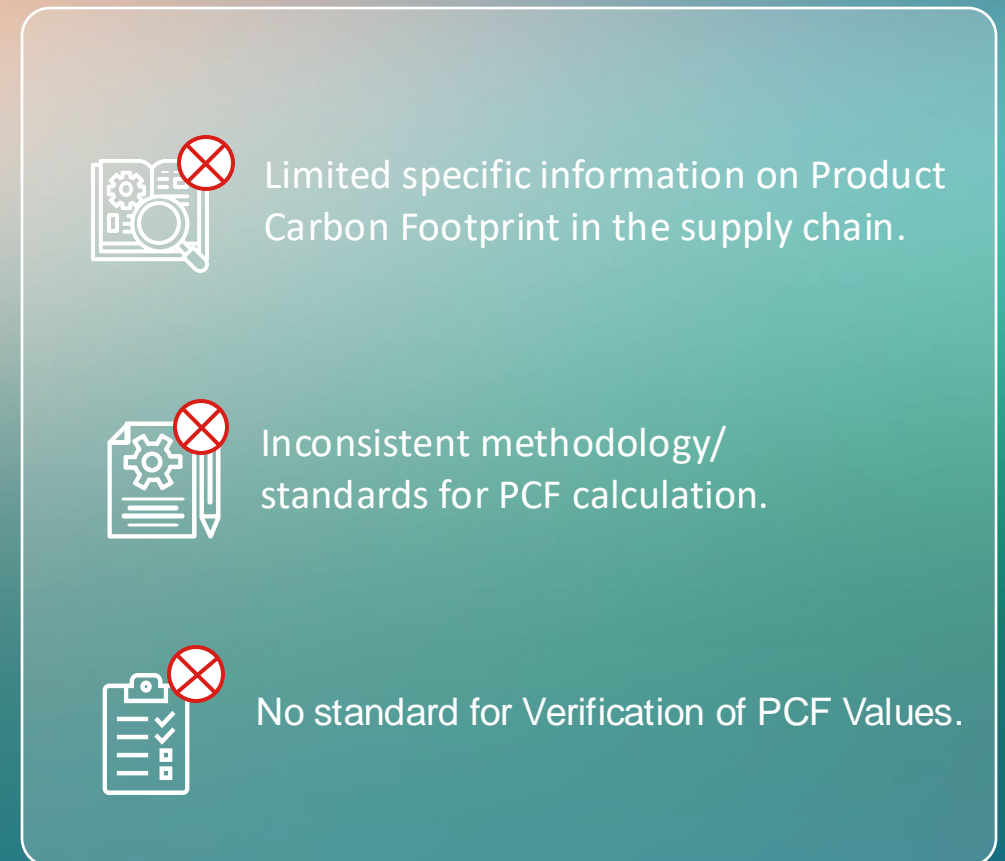 Limited specific information on Product
Carbon Footprint in the supply chain.
Inconsistent methodology/
standards for PCF calculation.
No standard for Verification of PCF Values.